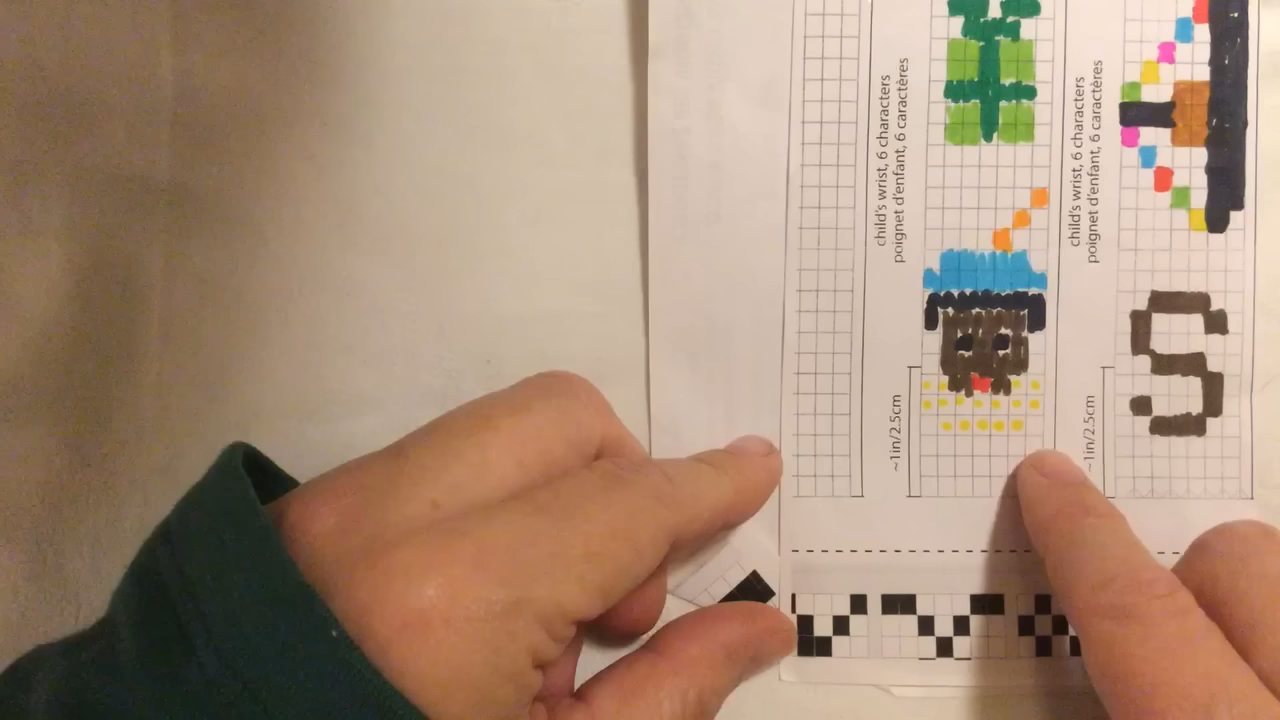 child's wrist, 6 characters
poignet d'enfant, 6 caractères
~1in/2.5cm
child's wrist, 6 characters
poignet d'enfant, 6 caractères
~1in/2.5cm
S